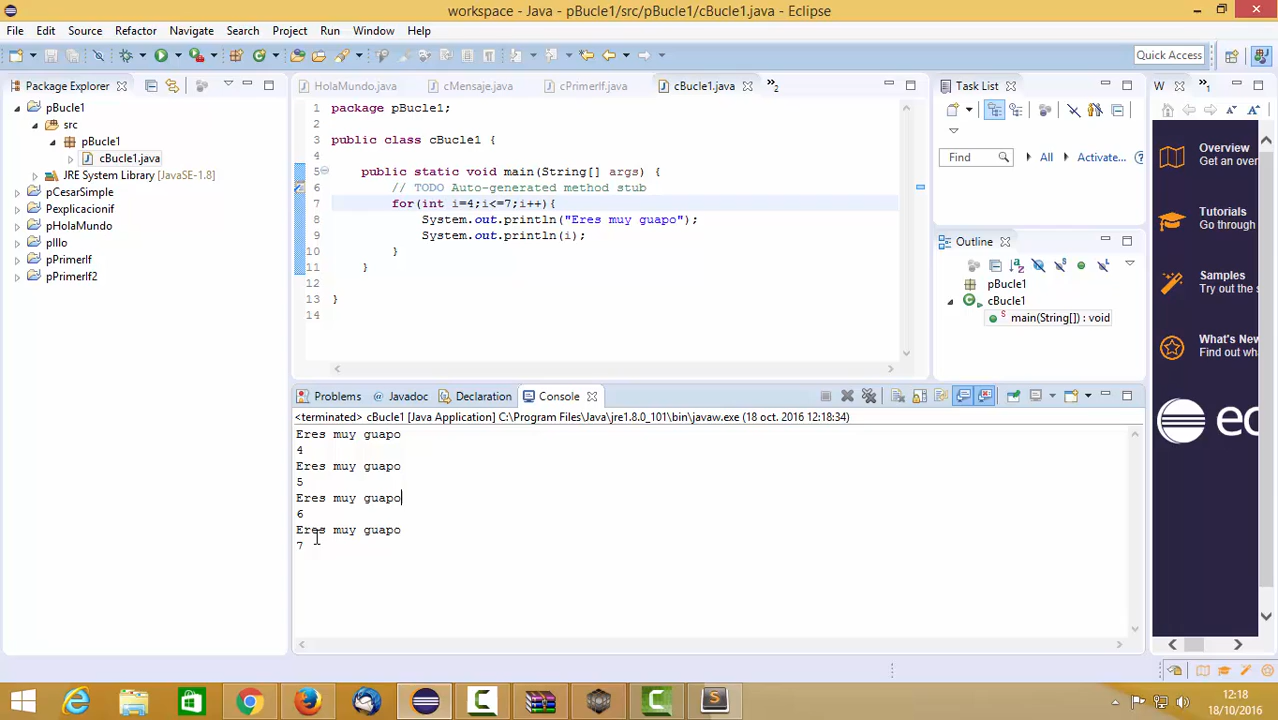 workspace - Java - pBucle1/src/pBucle1/cBucle1.java - Eclipse
File Edit Source Refactor Navigate Search Project Run Window Help
Quick Access
Package Explorer
pBucle1
src
pBucle1
cBucle1.java
JRE System Library [JavaSE-1.8]
pCesarSimple
Pexplicacionif
pHolaMundo
pIIIo
pPrimerIf
pPrimerIf2
HolaMundo.java cMensaje.java cPrimerIf.java cBucle1.java »2
1 package pBucle1;
2
3 public class cBucle1 {
4
5 public static void main(String[] args) {
6 // TODO Auto-generated method stub
7 for(int i=4;i<=7;i++){
8 System.out.println("Eres muy guapo");
9 System.out.println(i);
10 }
11 }
12
13 }
14
Task List
Find All Activate...
Outline
pBucle1
cBucle1
main(String[]) : void
W
Overview
Get an over
Tutorials
Go through
Samples
Try out the s
What's New
Find out wh
ec
Problems Javadoc Declaration Console
<terminated> cBucle1 [Java Application] C:\Program Files\Java\jre1.8.0_101\bin\javaw.exe (18 oct. 2016 12:18:34)
Eres muy guapo
4
Eres muy guapo
5
Eres muy guapo
6
Eres muy guapo
7
12:18
18/10/2016